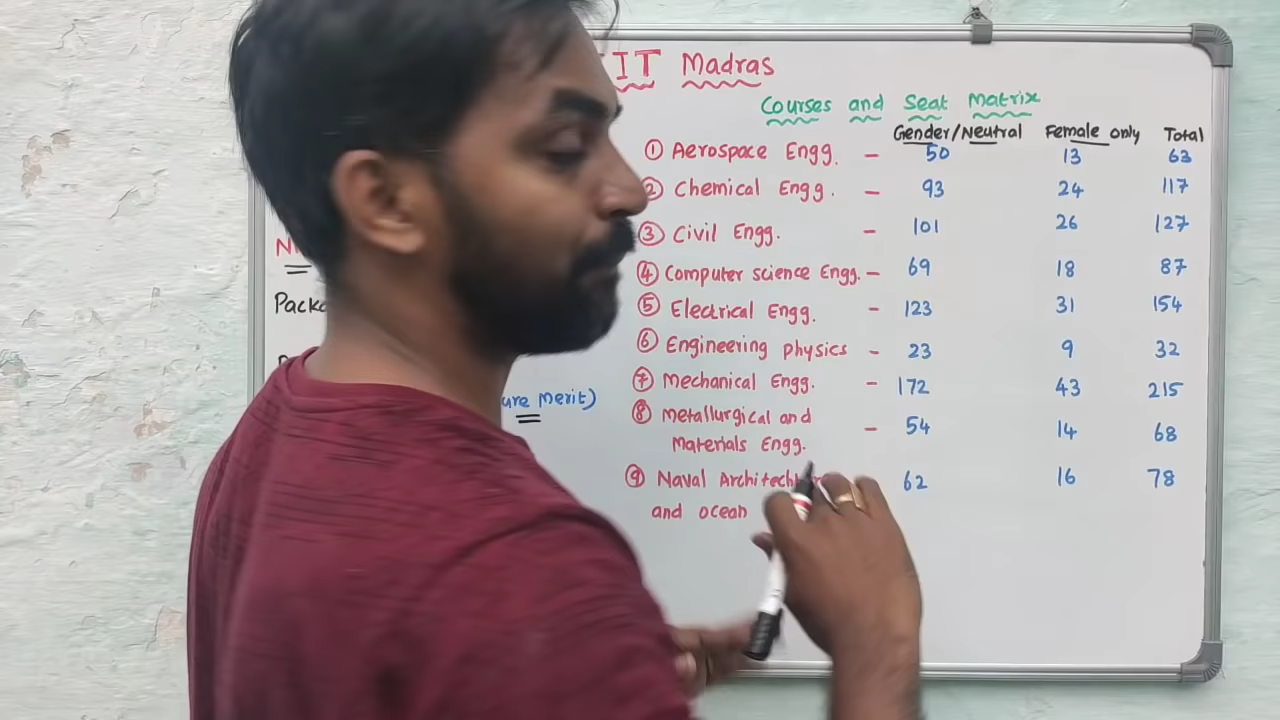 IIT Madras
Courses and Seat Matrix
Gender/Neutral Female only Total
① Aerospace Engg. - 50 13 63
② Chemical Engg. - 93 24 117
③ Civil Engg. - 101 26 127
④ Computer science Engg. - 69 18 87
⑤ Electrical Engg. - 123 31 154
⑥ Engineering physics - 23 9 32
⑦ Mechanical Engg. - 172 43 215
⑧ Metallurgical and - 54 14 68
Materials Engg.
⑨ Naval 62 16 78
and ocean
Merit)